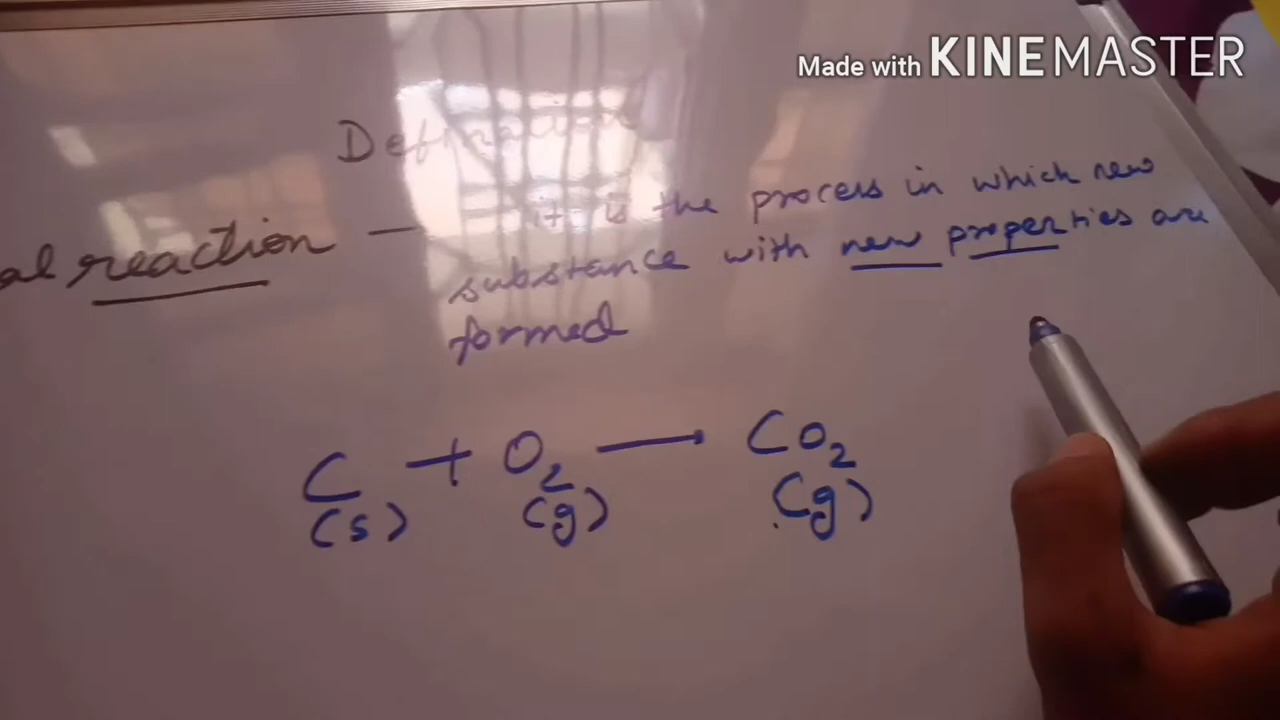 Made with KINEMASTER
Defination
al reaction — it is the process in which new
substance with new properties are
formed
C + O2 ⟶ CO2
(s) (g) (g)